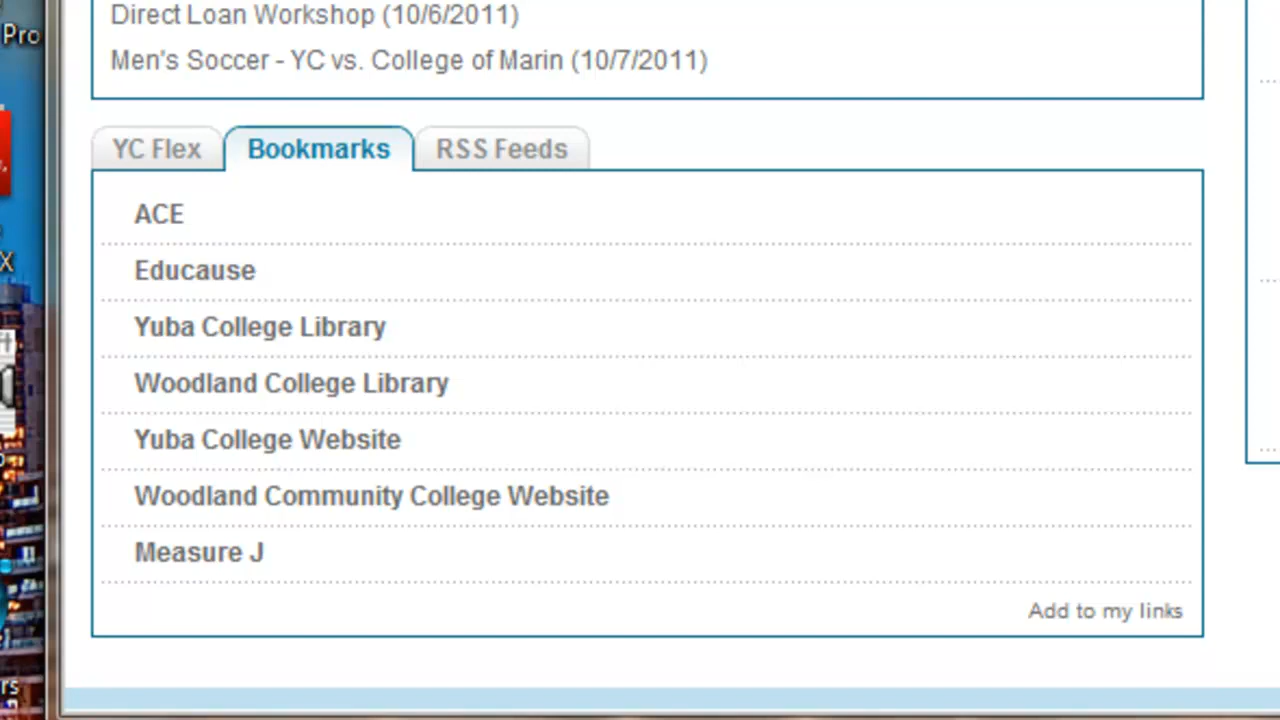 Pro
Direct Loan Workshop (10/6/2011)
Men's Soccer - YC vs. College of Marin (10/7/2011)
YC Flex
Bookmarks
RSS Feeds
ACE
X
Educause
Yuba College Library
Woodland College Library
Yuba College Website
Woodland Community College Website
Measure J
Add to my links